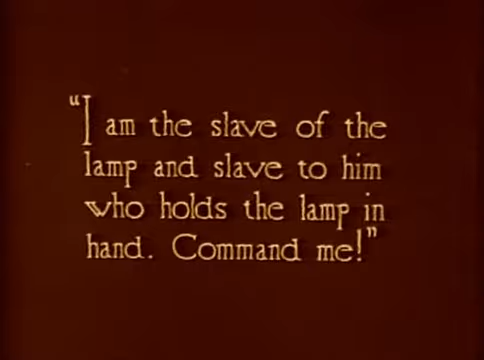 "I am the slave of the
lamp and slave to him
who holds the lamp in
hand. Command me!"